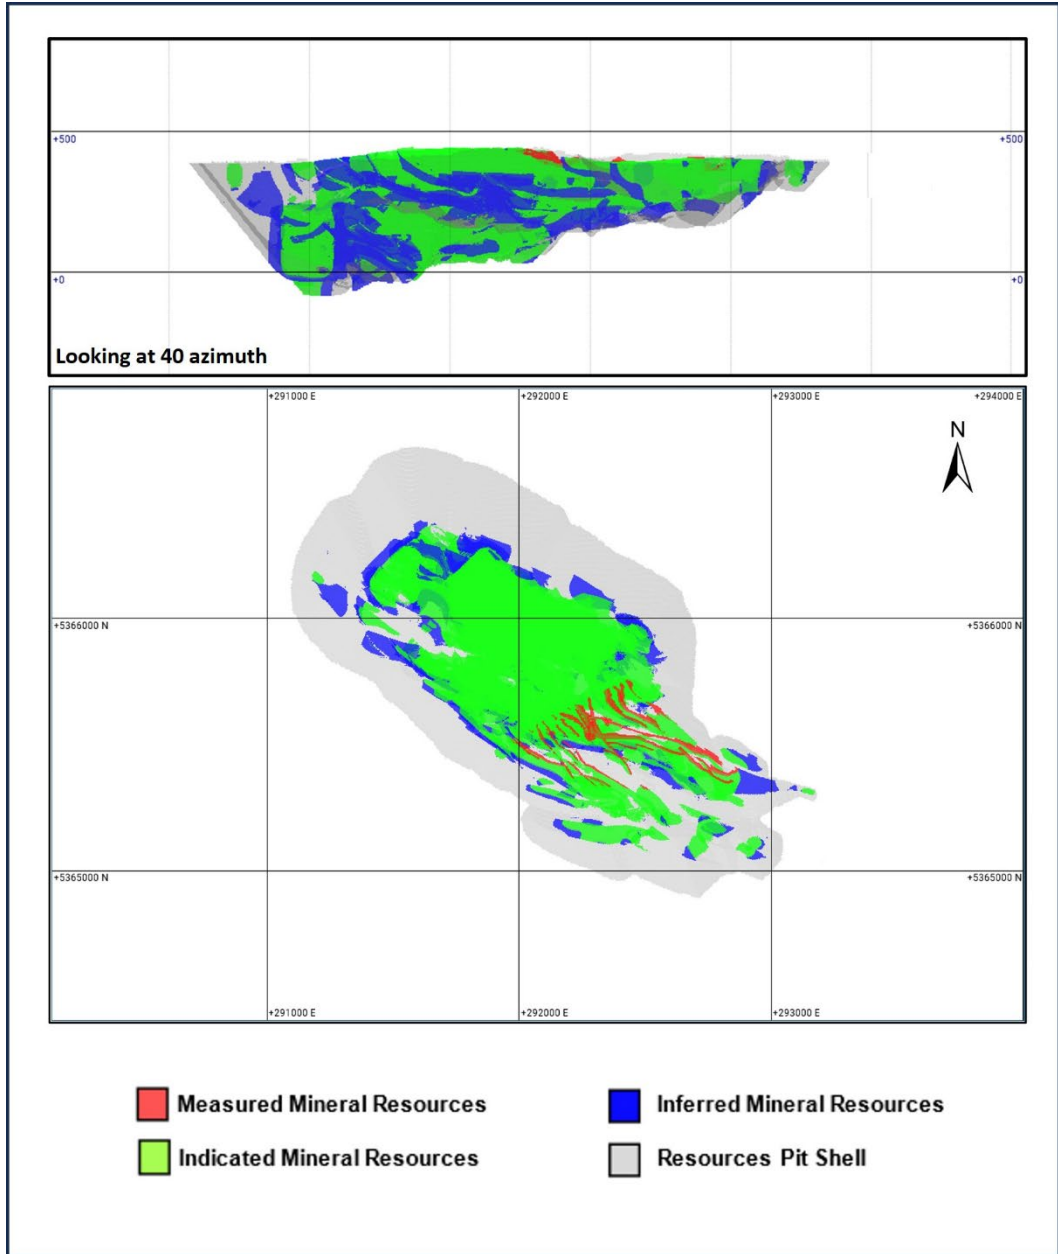 +500 +500
+0 +0
Looking at 40 azimuth
+291000 E +292000 E +293000 E +294000 E
N
+5366000 N +5366000 N
+5365000 N +5365000 N
+291000 E +292000 E +293000 E
Measured Mineral Resources Inferred Mineral Resources
Indicated Mineral Resources Resources Pit Shell